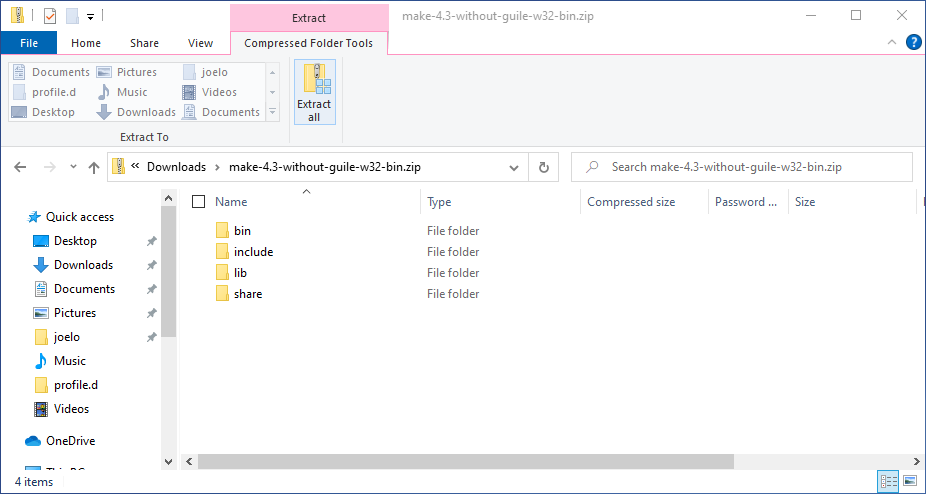 Extract
make-4.3-without-guile-w32-bin.zip
File Home Share View Compressed Folder Tools
Documents Pictures joelo
profile.d Music Videos
Desktop Downloads Documents
Extract all
Extract To
« Downloads › make-4.3-without-guile-w32-bin.zip
Search make-4.3-without-guile-w32-bin.zip
Name Type Compressed size Password ... Size
Quick access
Desktop
Downloads
Documents
Pictures
joelo
Music
profile.d
Videos
OneDrive
bin File folder
include File folder
lib File folder
share File folder
4 items